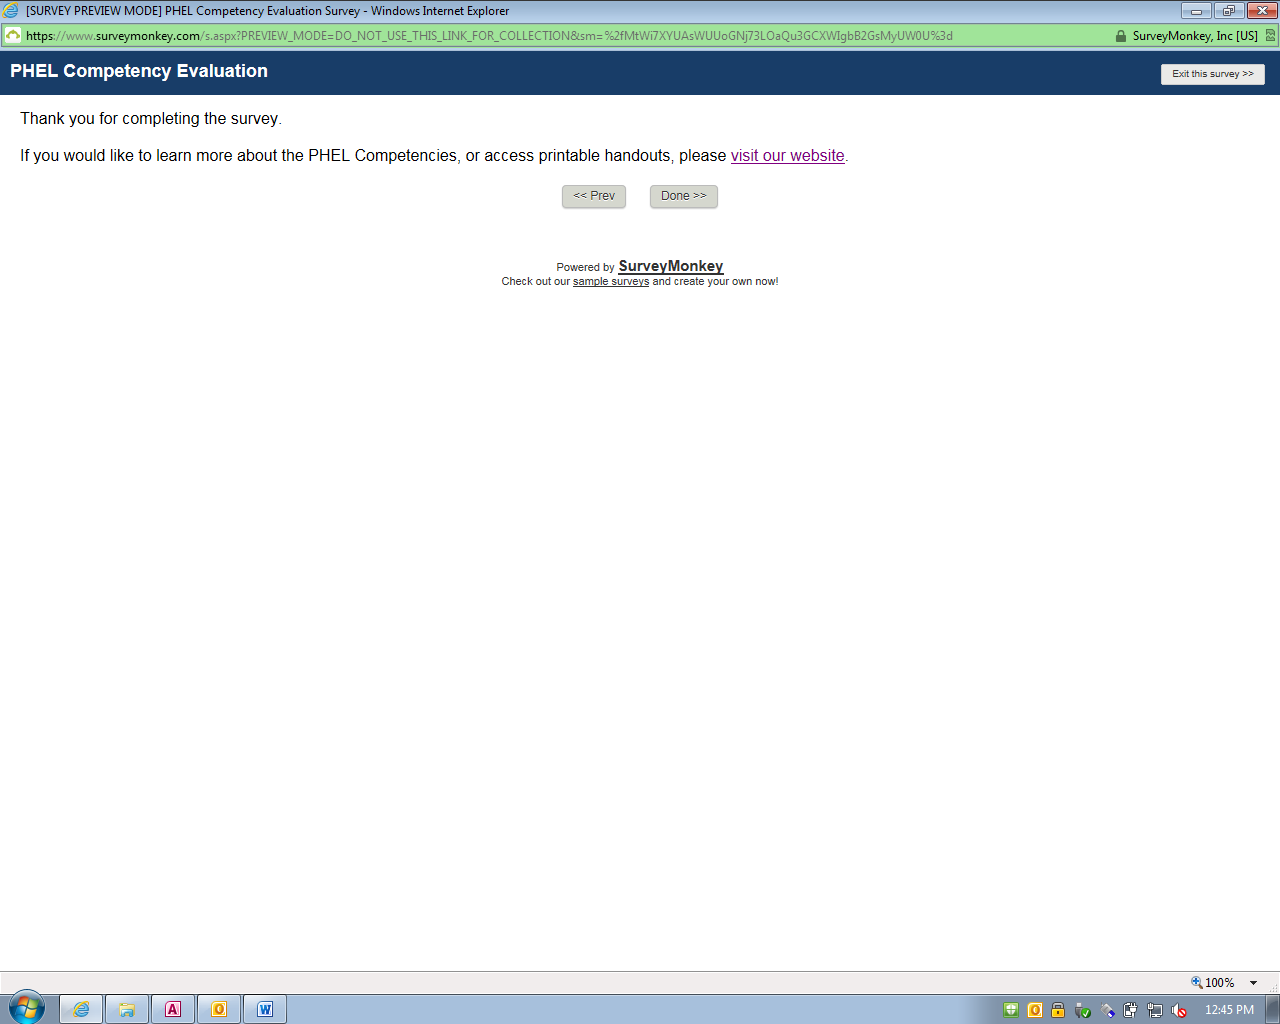 [SURVEY PREVIEW MODE] PHEL Competency Evaluation Survey - Windows Internet Explorer
https://www.surveymonkey.com/s.aspx?PREVIEW_MODE=DO_NOT_USE_THIS_LINK_FOR_COLLECTION&sm=%2fMtWi7XYUAsWUUoGNj73LOaQu3GCXWIgbB2GsMyUW0U%3d SurveyMonkey, Inc [US]
PHEL Competency Evaluation
Exit this survey >>
Thank you for completing the survey.
If you would like to learn more about the PHEL Competencies, or access printable handouts, please visit our website.
<< Prev Done >>
Powered by SurveyMonkey
Check out our sample surveys and create your own now!
100%
12:45 PM